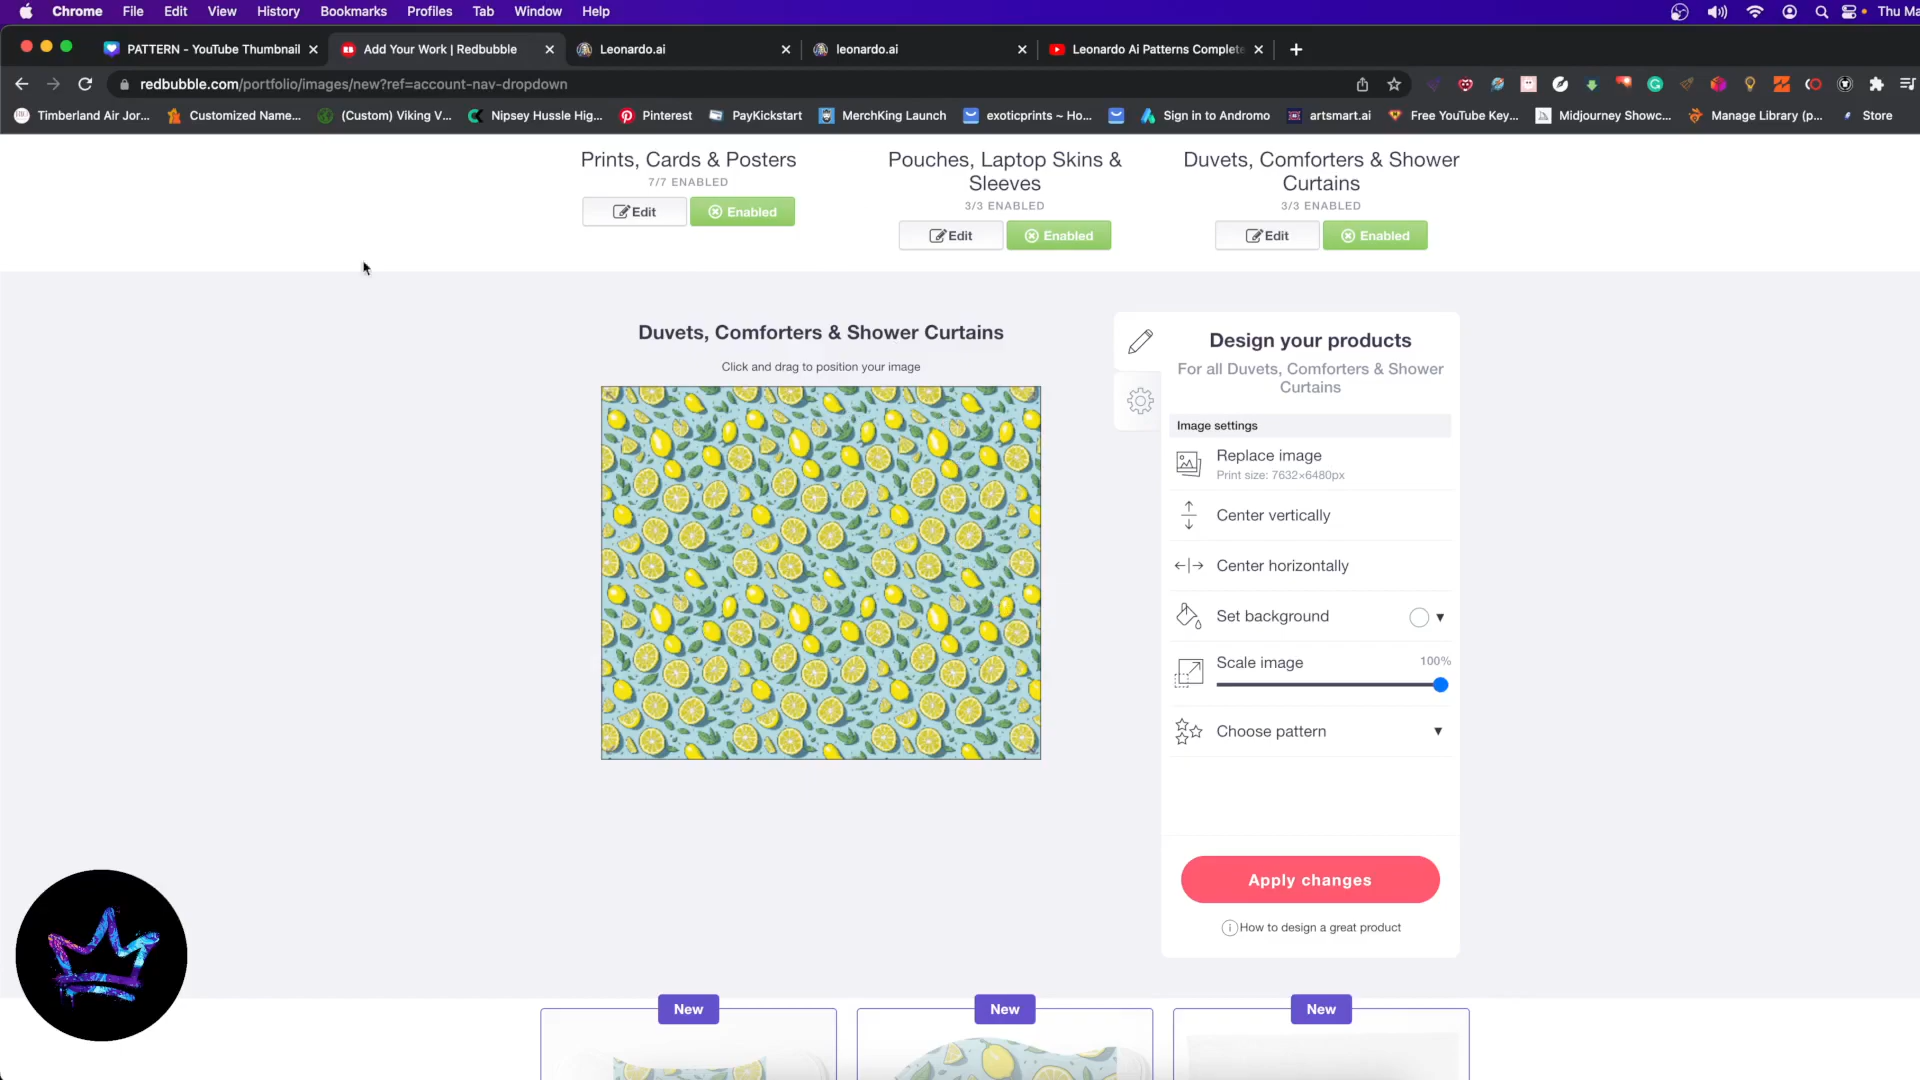 Chrome File Edit View History Bookmarks Profiles Tab Window Help Thu Ma
PATTERN - YouTube Thumbnail Add Your Work | Redbubble Leonardo.ai leonardo.ai Leonardo Ai Patterns Complete
redbubble.com/portfolio/images/new?ref=account-nav-dropdown
Timberland Air Jor... Customized Name... (Custom) Viking V... Nipsey Hussle Hig... Pinterest PayKickstart MerchKing Launch exoticprints ~ Ho... Sign in to Andromo artsmart.ai Free YouTube Key... Midjourney Showc... Manage Library (p... Store
Prints, Cards & Posters
7/7 ENABLED
Edit Enabled
Pouches, Laptop Skins &
Sleeves
3/3 ENABLED
Edit Enabled
Duvets, Comforters & Shower
Curtains
3/3 ENABLED
Edit Enabled
Duvets, Comforters & Shower Curtains
Click and drag to position your image
Design your products
For all Duvets, Comforters & Shower
Curtains
Image settings
Replace image
Print size: 7632×6480px
Center vertically
Center horizontally
Set background
Scale image 100%
Choose pattern
Apply changes
How to design a great product
New New New